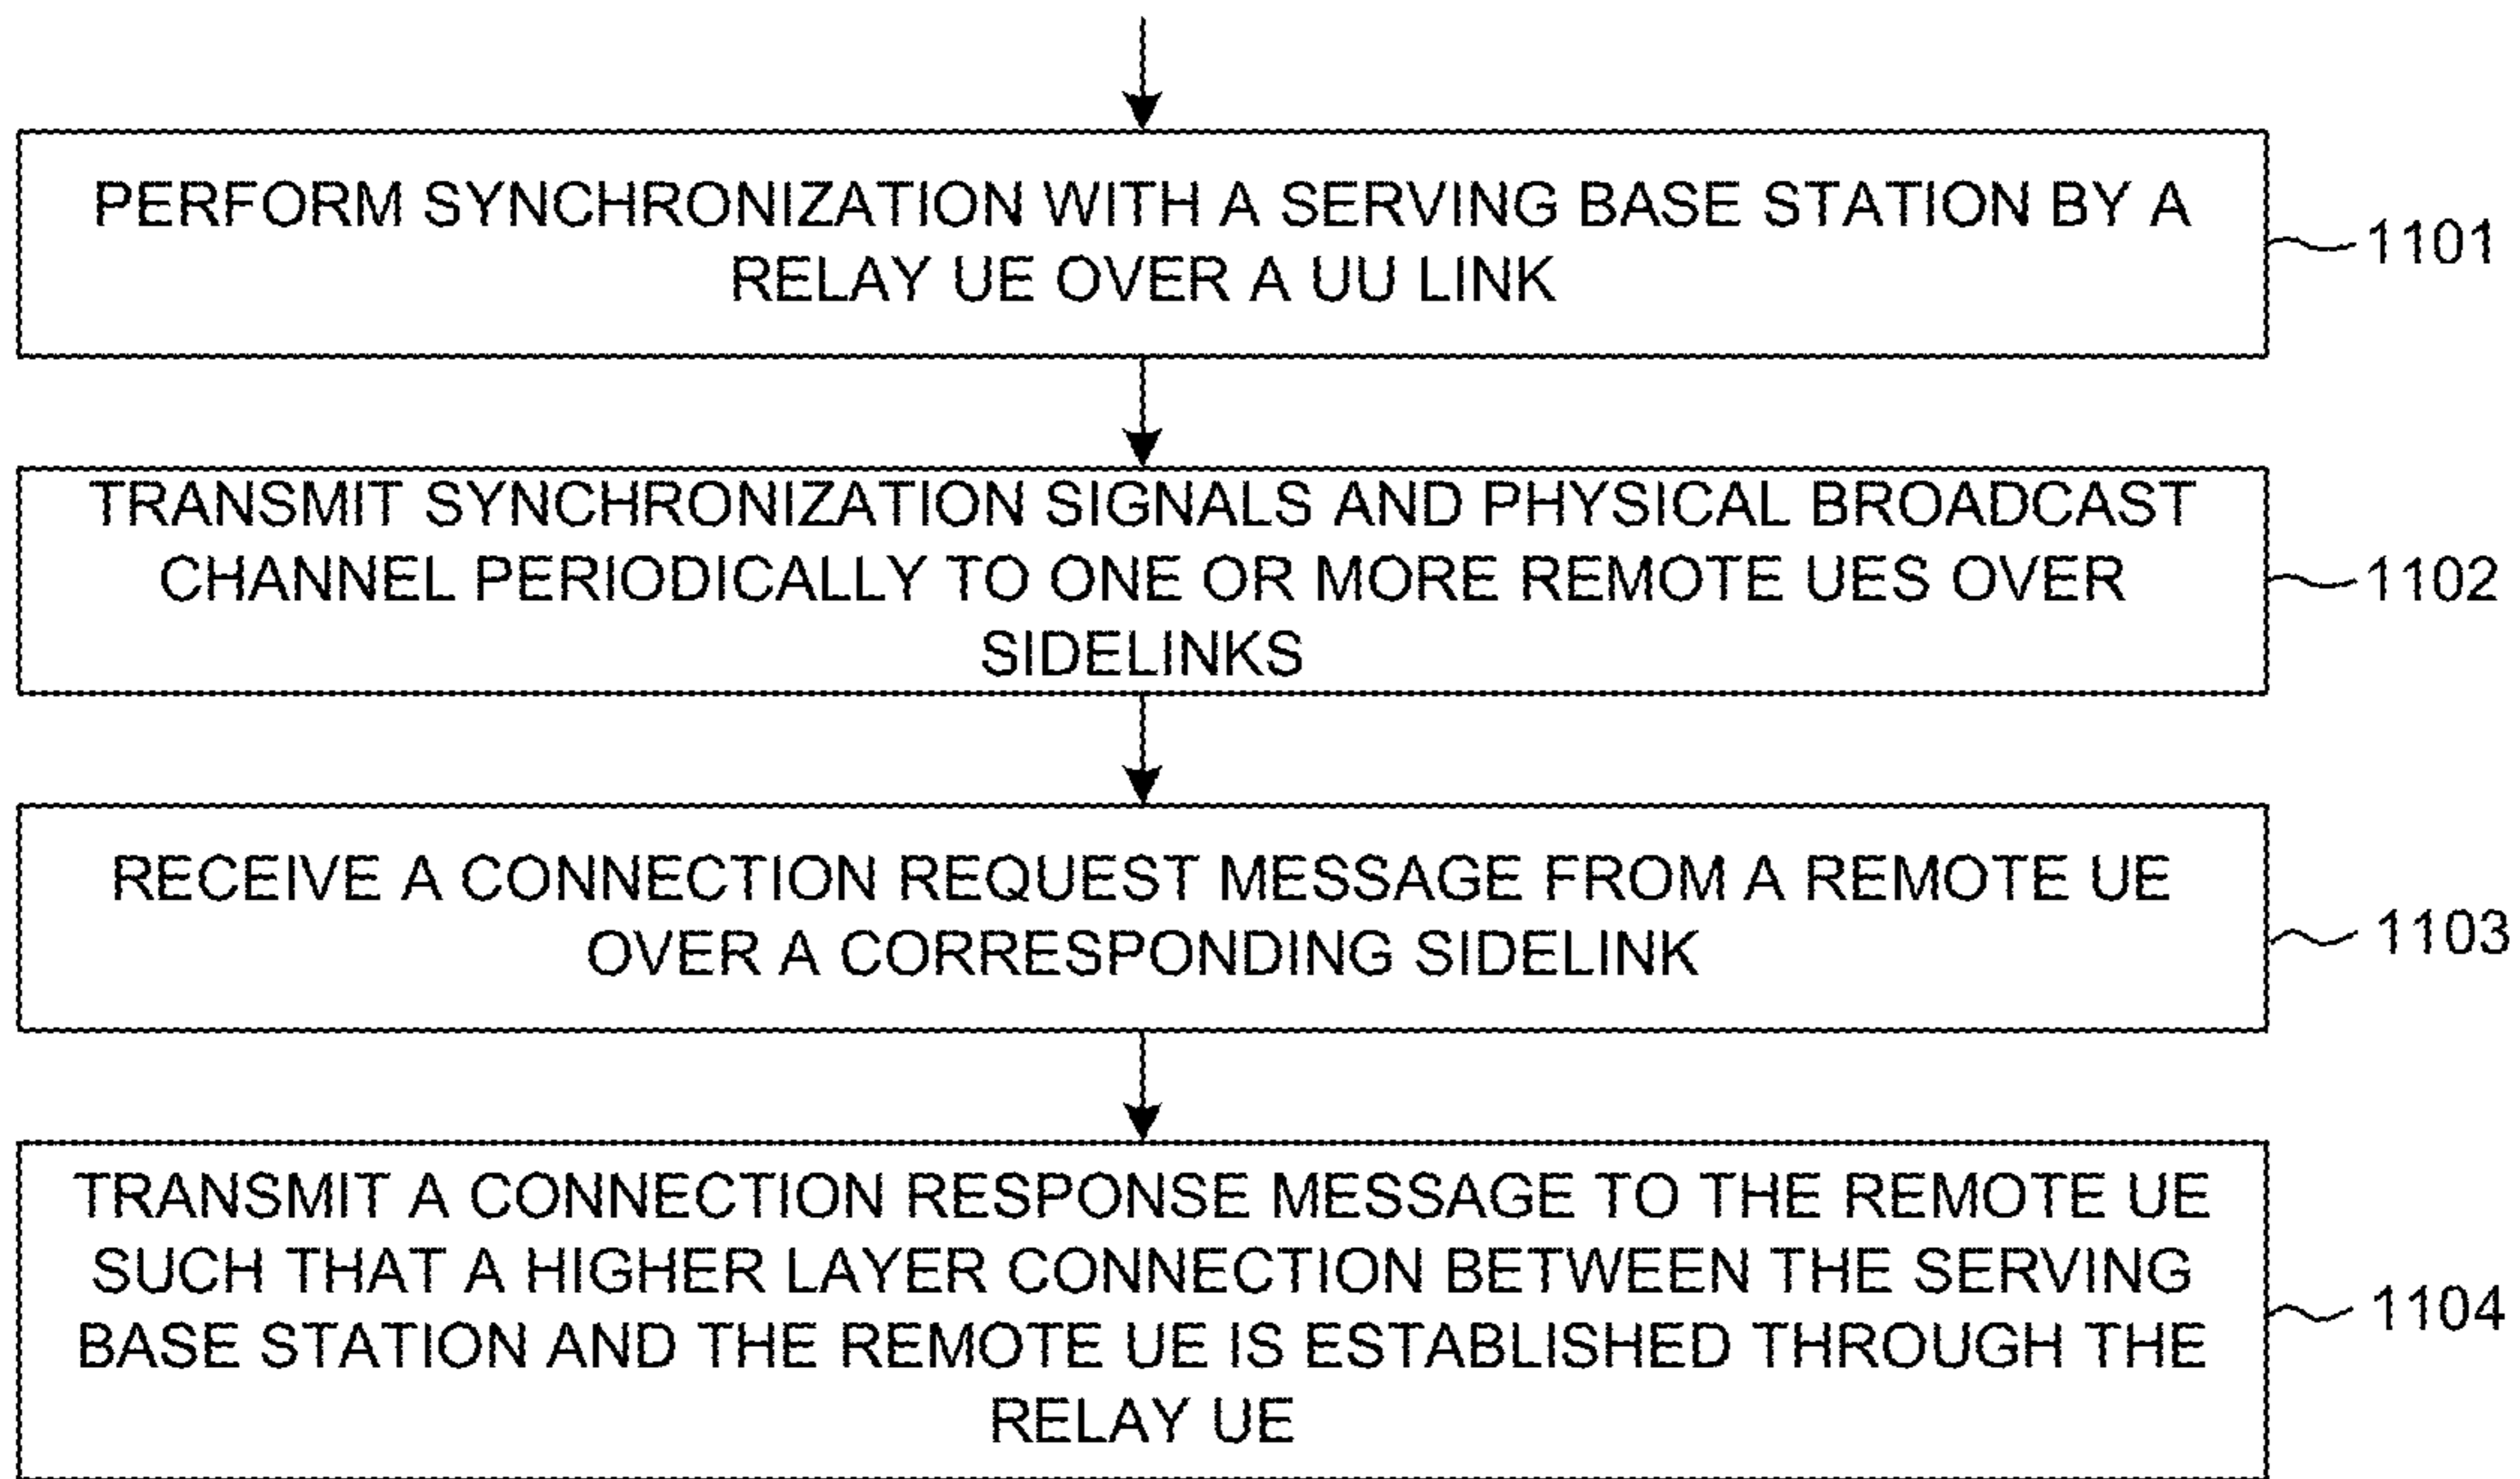 PERFORM SYNCHRONIZATION WITH A SERVING BASE STATION BY A
RELAY UE OVER A UU LINK
1101
TRANSMIT SYNCHRONIZATION SIGNALS AND PHYSICAL BROADCAST
CHANNEL PERIODICALLY TO ONE OR MORE REMOTE UES OVER
SIDELINKS
1102
RECEIVE A CONNECTION REQUEST MESSAGE FROM A REMOTE UE
OVER A CORRESPONDING SIDELINK
1103
TRANSMIT A CONNECTION RESPONSE MESSAGE TO THE REMOTE UE
SUCH THAT A HIGHER LAYER CONNECTION BETWEEN THE SERVING
BASE STATION AND THE REMOTE UE IS ESTABLISHED THROUGH THE
RELAY UE
1104